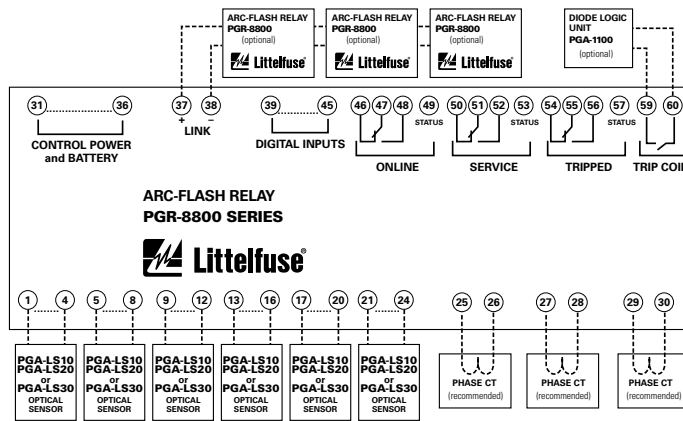 ARC-FLASH RELAY
PGR-8800
(optional)
Littelfuse
ARC-FLASH RELAY
PGR-8800
(optional)
Littelfuse
ARC-FLASH RELAY
PGR-8800
(optional)
Littelfuse
DIODE LOGIC
UNIT
PGA-1100
(optional)
31 36 37 38 39 45 46 47 48 49 50 51 52 53 54 55 56 57 59 60
+ –
LINK
STATUS STATUS STATUS
CONTROL POWER
and BATTERY
DIGITAL INPUTS
ONLINE SERVICE TRIPPED TRIP COI
ARC-FLASH RELAY
PGR-8800 SERIES
Littelfuse®
1 4 5 8 9 12 13 16 17 20 21 24 25 26 27 28 29 30
PGA-LS10
PGA-LS20
or
PGA-LS30
OPTICAL
SENSOR
PGA-LS10
PGA-LS20
or
PGA-LS30
OPTICAL
SENSOR
PGA-LS10
PGA-LS20
or
PGA-LS30
OPTICAL
SENSOR
PGA-LS10
PGA-LS20
or
PGA-LS30
OPTICAL
SENSOR
PGA-LS10
PGA-LS20
or
PGA-LS30
OPTICAL
SENSOR
PGA-LS10
PGA-LS20
or
PGA-LS30
OPTICAL
SENSOR
PHASE CT
(recommended)
PHASE CT
(recommended)
PHASE CT
(recommended)